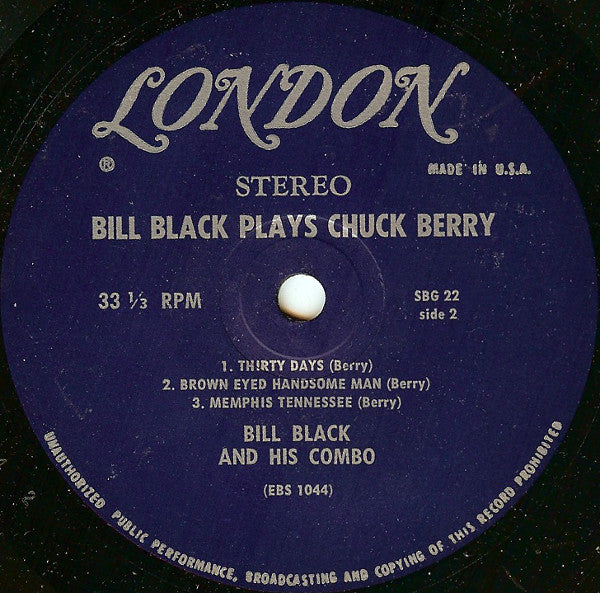 LONDON
®
MADE IN U.S.A.
STEREO
BILL BLACK PLAYS CHUCK BERRY
33 1/3 RPM
SBG 22
side 2
1. THIRTY DAYS (Berry)
2. BROWN EYED HANDSOME MAN (Berry)
3. MEMPHIS TENNESSEE (Berry)
BILL BLACK
AND HIS COMBO
(EBS 1044)
UNAUTHORIZED PUBLIC PERFORMANCE, BROADCASTING AND COPYING OF THIS RECORD PROHIBITED